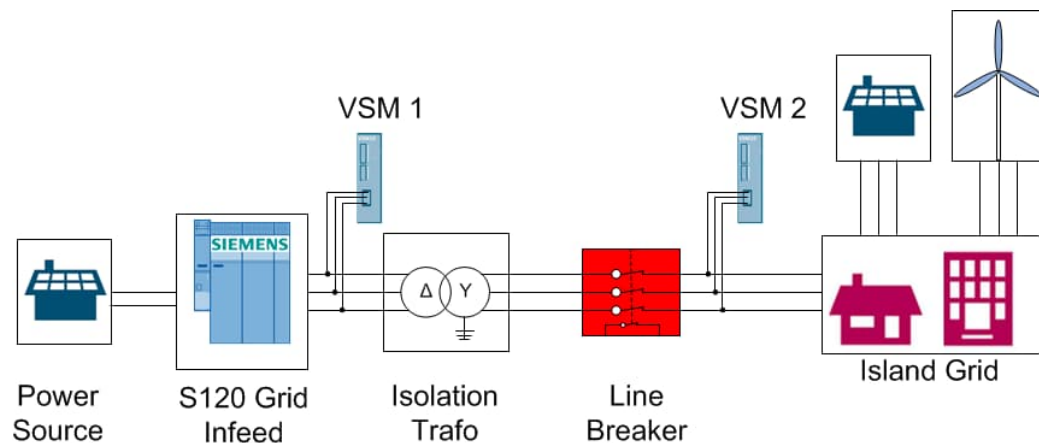 VSM 1
VSM 2
SIEMENS
Δ Y
Power
Source
S120 Grid
Infeed
Isolation
Trafo
Line
Breaker
Island Grid